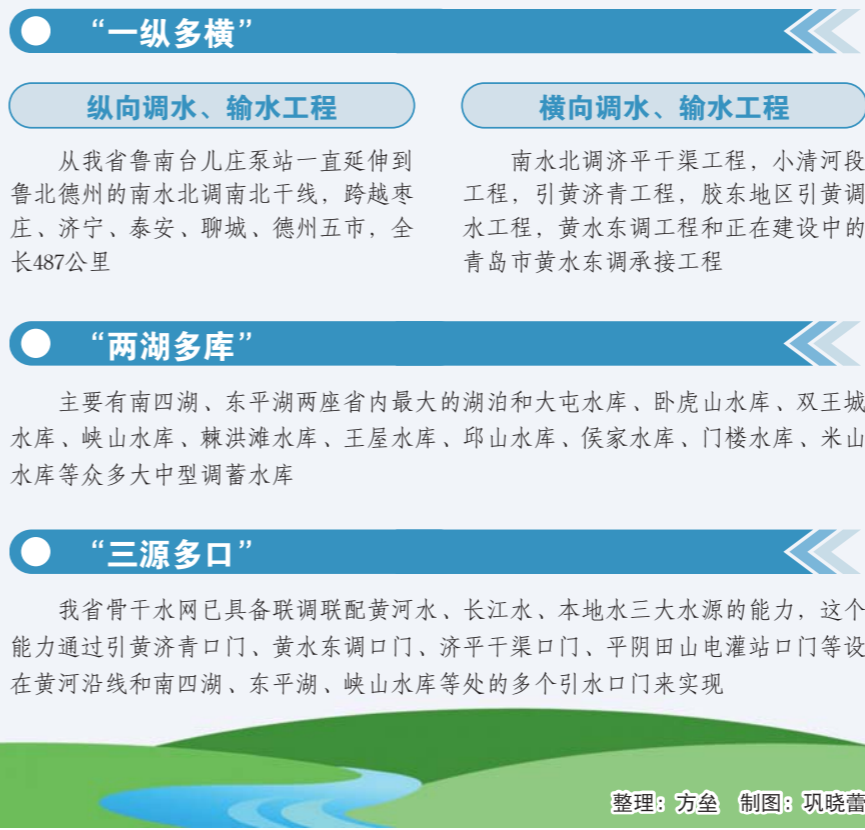 “一纵多横”
纵向调水、输水工程
从我省鲁南台儿庄泵站一直延伸到
鲁北德州的南水北调南北干线，跨越枣
庄、济宁、泰安、聊城、德州五市，全
长487公里
横向调水、输水工程
南水北调济平干渠工程，小清河段
工程，引黄济青工程，胶东地区引黄调
水工程，黄水东调工程和正在建设中的
青岛市黄水东调承接工程
“两湖多库”
主要有南四湖、东平湖两座省内最大的湖泊和大屯水库、卧虎山水库、双王城
水库、峡山水库、棘洪滩水库、王屋水库、邱山水库、侯家水库、门楼水库、米山
水库等众多大中型调蓄水库
“三源多口”
我省骨干水网已具备联调联配黄河水、长江水、本地水三大水源的能力，这个
能力通过引黄济青口门、黄水东调口门、济平干渠口门、平阴田山电灌站口门等设
在黄河沿线和南四湖、东平湖、峡山水库等处的多个引水口门来实现
整理：方垒 制图：巩晓蕾